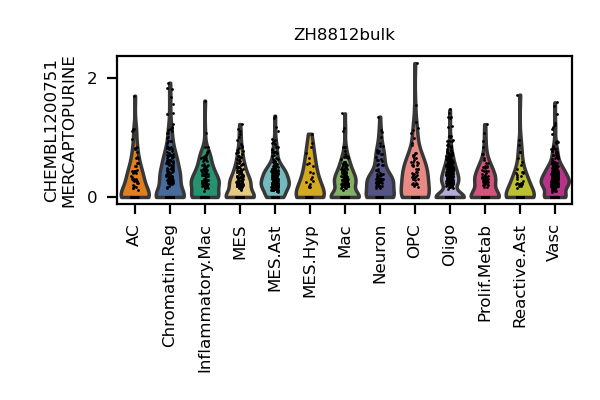 ZH8812bulk
CHEMBL1200751
MERCAPTOPURINE
2
0
AC
Chromatin.Reg
Inflammatory.Mac
MES
MES.Ast
MES.Hyp
Mac
Neuron
OPC
Oligo
Prolif.Metab
Reactive.Ast
Vasc